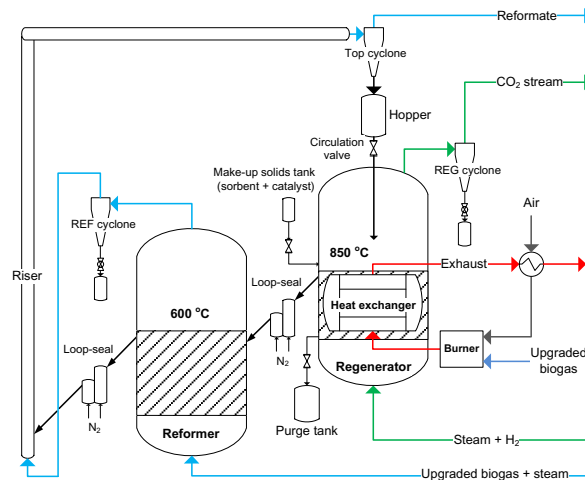 Reformate
Top cyclone
CO2 stream
Hopper
Circulation
valve
REG cyclone
Make-up solids tank
(sorbent + catalyst)
Air
REF cyclone
850 °C
Exhaust
Riser
Loop-seal
Heat exchanger
600 °C
Burner
Loop-seal
N2
Regenerator
Upgraded
biogas
Purge tank
N2
Reformer
Steam + H2
Upgraded biogas + steam